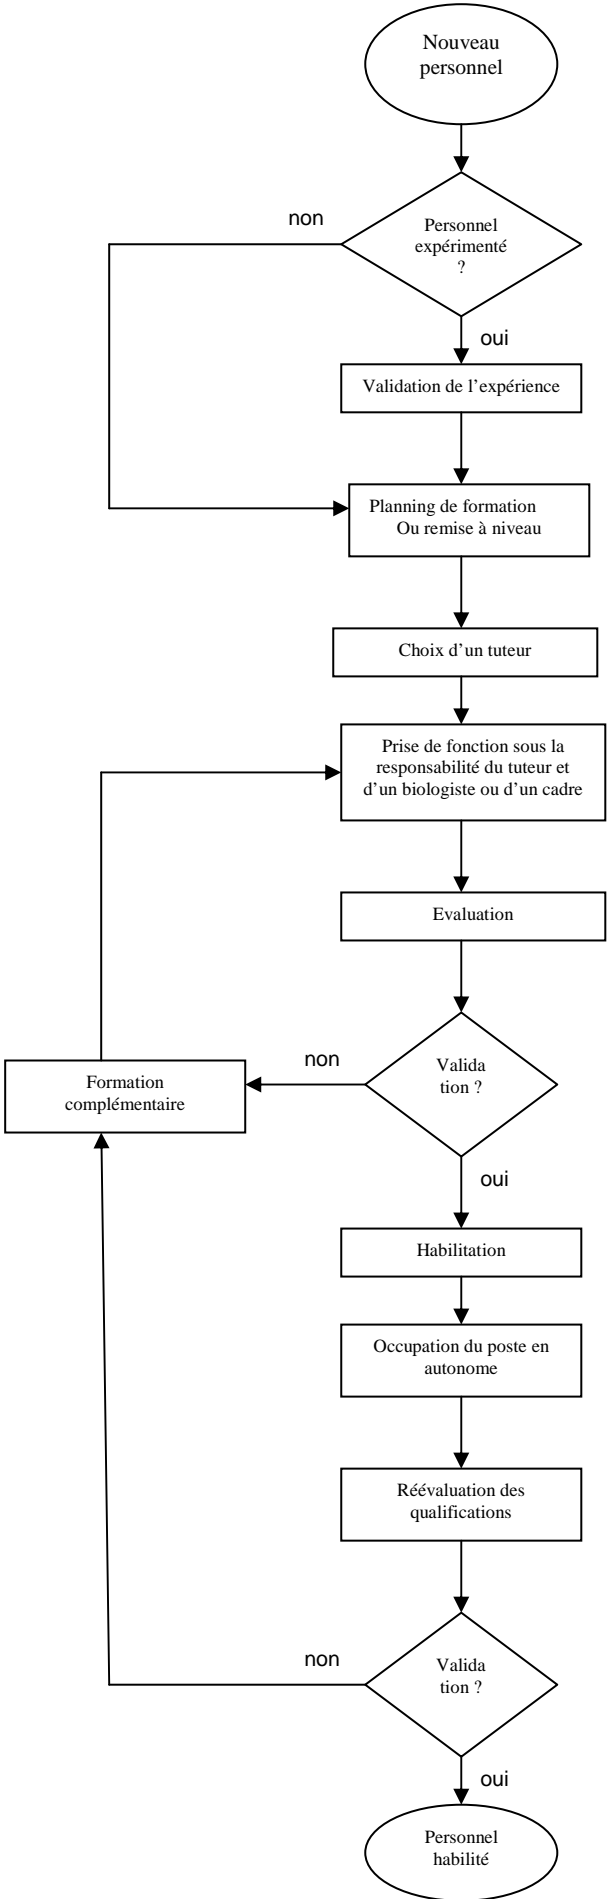 Nouveau
personnel
non
Personnel
expérimenté
?
oui
Validation de l'expérience
Planning de formation
Ou remise à niveau
Choix d'un tuteur
Prise de fonction sous la
responsabilité du tuteur et
d'un biologiste ou d'un cadre
Evaluation
non
Valida
tion ?
Formation
complémentaire
oui
Habilitation
Occupation du poste en
autonome
Réévaluation des
qualifications
non
Valida
tion ?
oui
Personnel
habilité